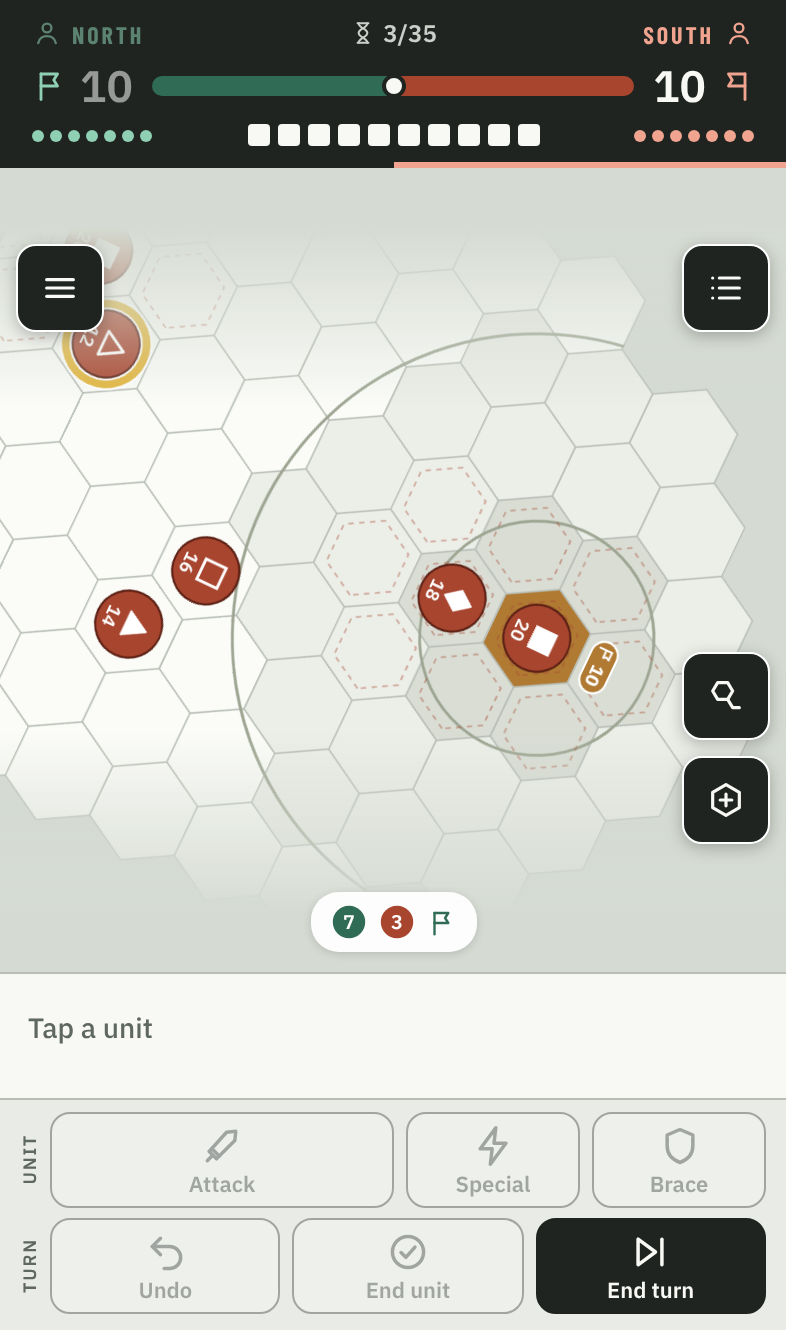 NORTH
3/35
SOUTH
10
10
12
16
14
18
20
10
7
3
Tap a unit
UNIT
Attack
Special
Brace
TURN
Undo
End unit
End turn